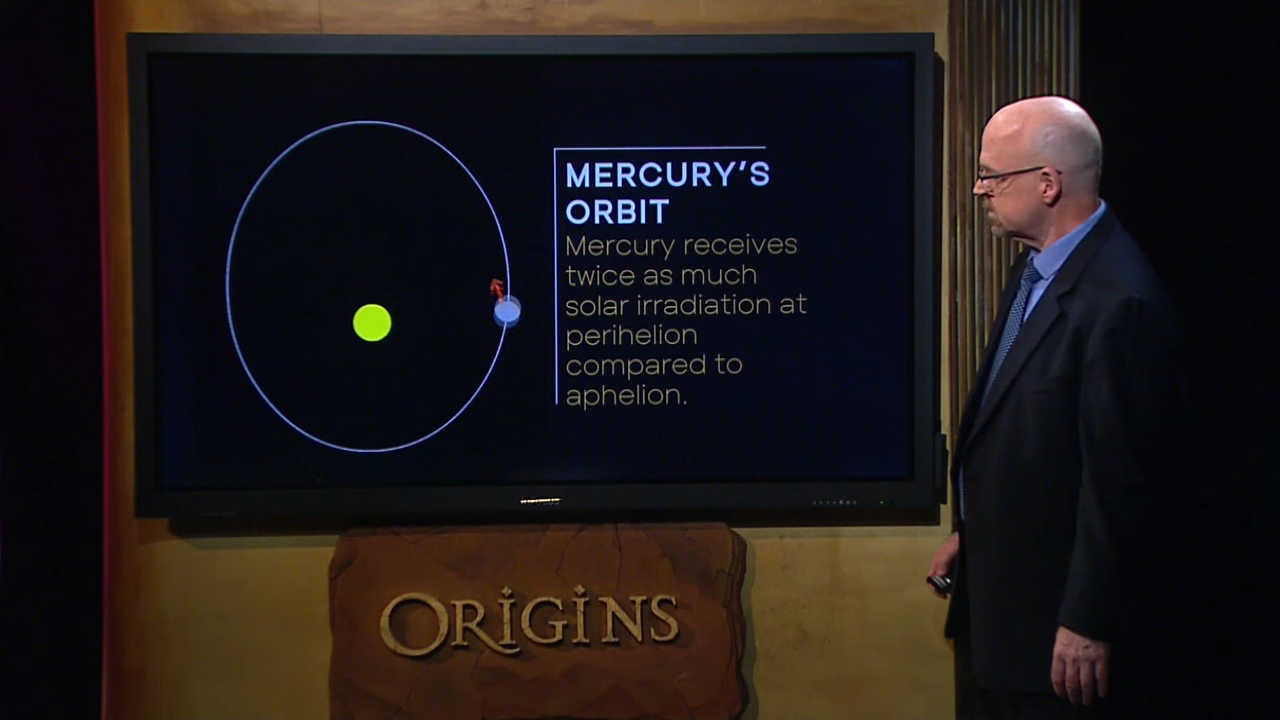 MERCURY'S
ORBIT
Mercury receives
twice as much
solar irradiation at
perihelion
compared to
aphelion.
ORiGiNS